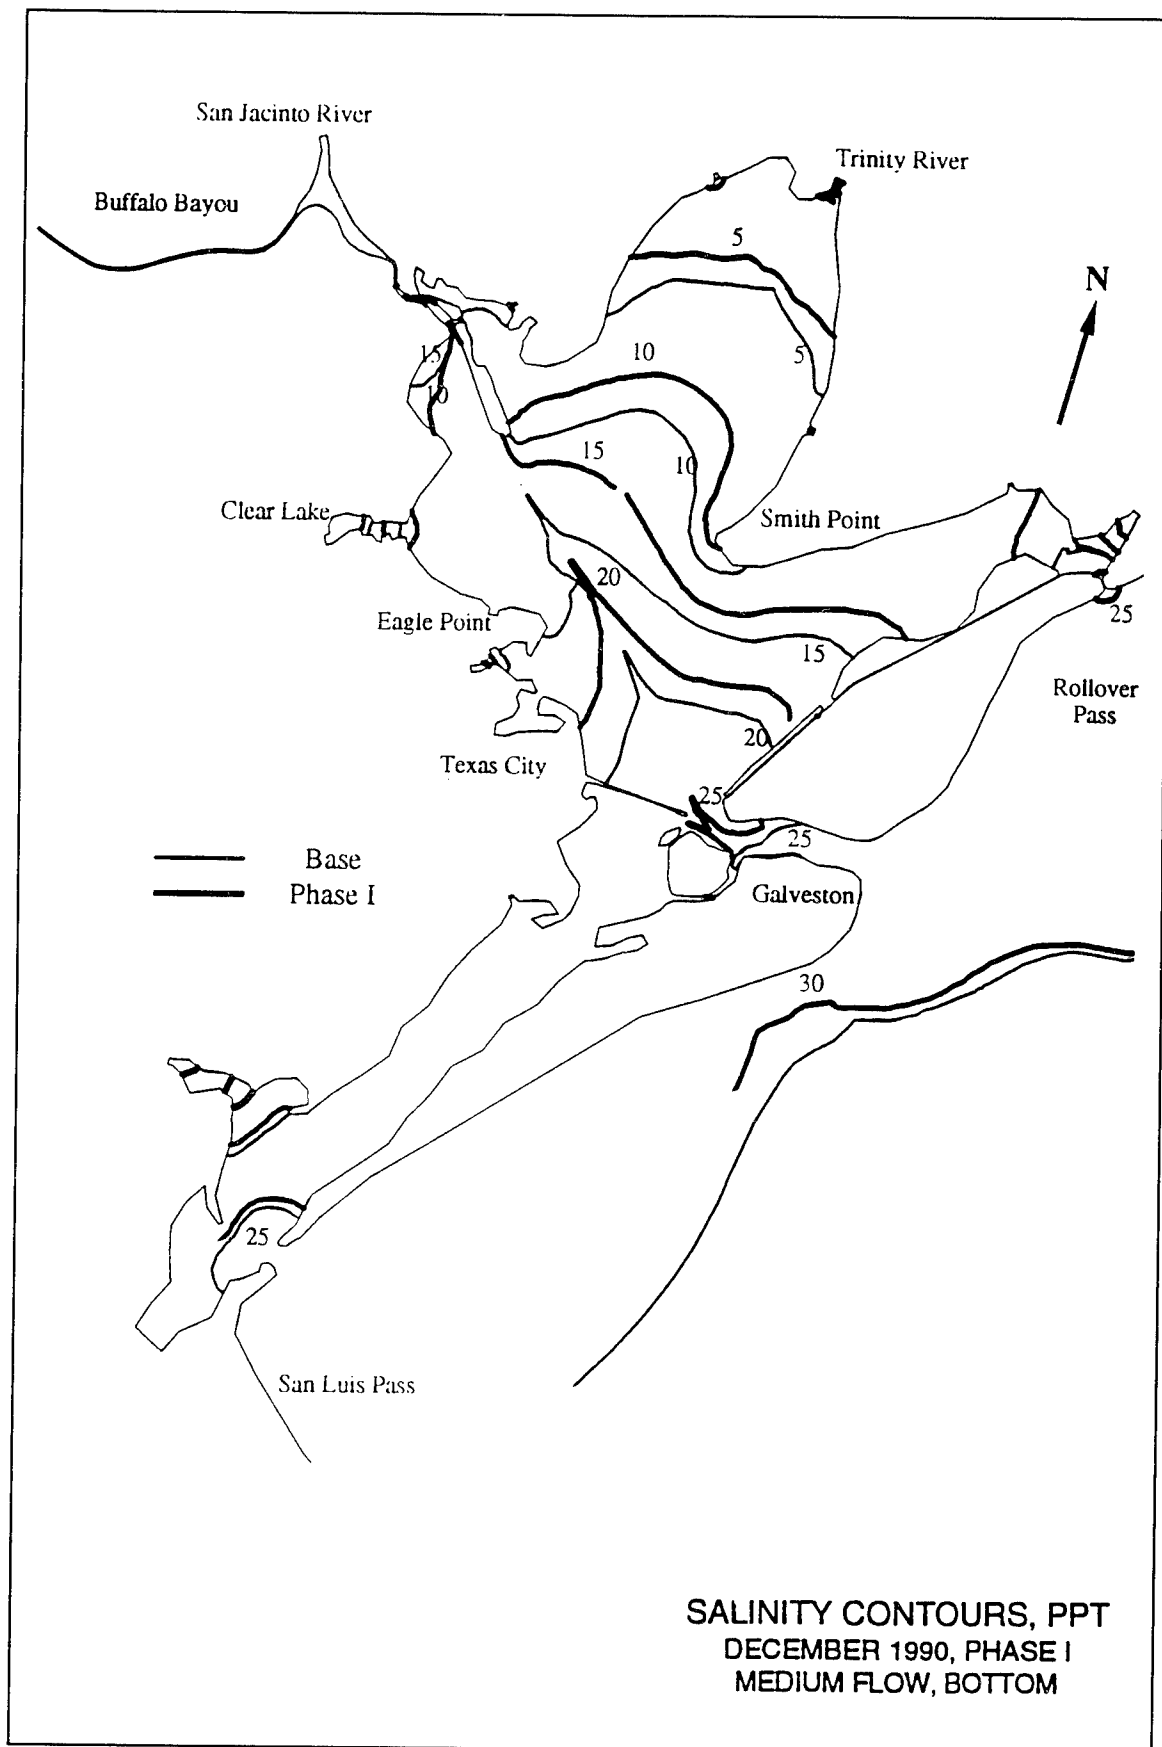 San Jacinto River
Trinity River
Buffalo Bayou
5
N
10
5
15
10
15
10
Clear Lake
Smith Point
20
25
Eagle Point
15
Rollover
Pass
20
Texas City
25
25
Base
Phase I
Galveston
30
25
San Luis Pass
SALINITY CONTOURS, PPT
DECEMBER 1990, PHASE I
MEDIUM FLOW, BOTTOM